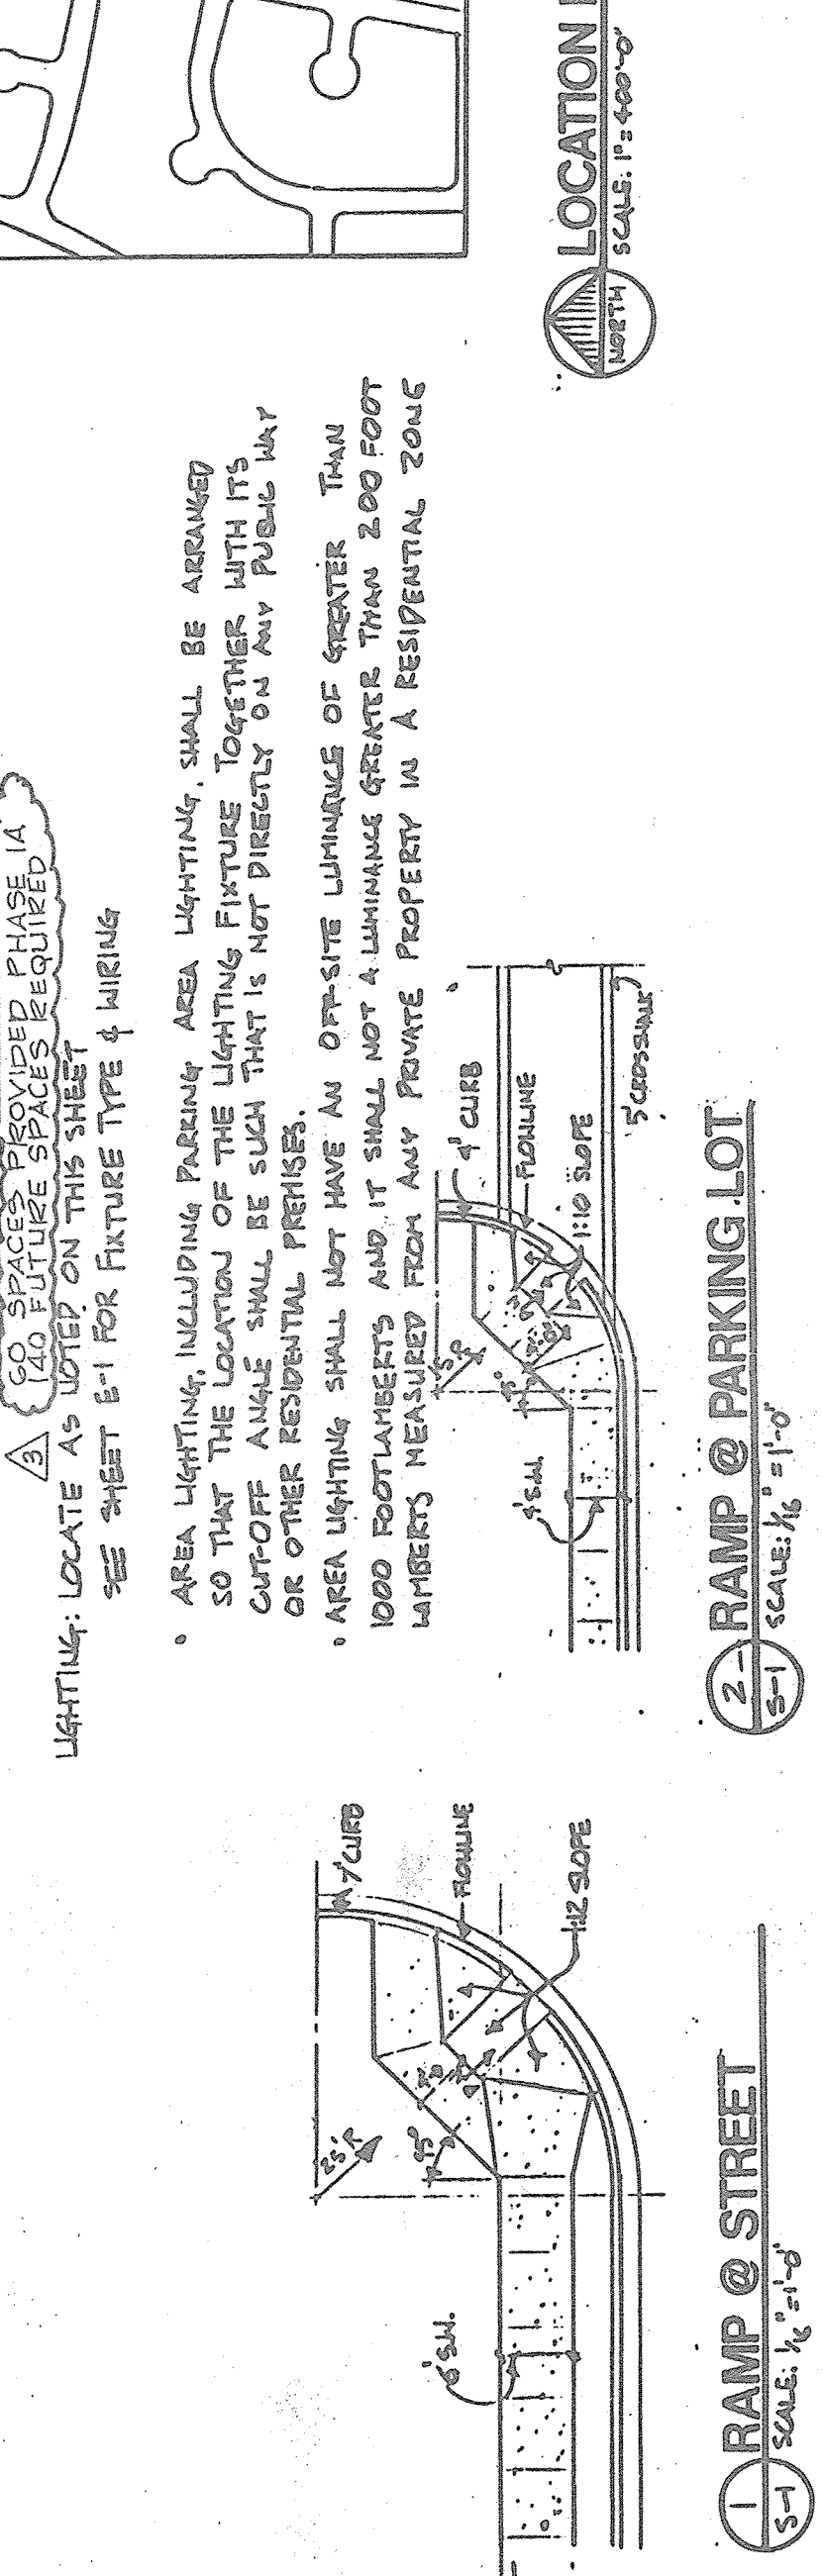 3
60 SPACES PROVIDED PHASE 1A
140 FUTURE SPACES REQUIRED
LIGHTING: LOCATE AS NOTED ON THIS SHEET
SEE SHEET E-1 FOR FIXTURE TYPE & WIRING
• AREA LIGHTING, INCLUDING PARKING AREA LIGHTING, SHALL BE ARRANGED
SO THAT THE LOCATION OF THE LIGHTING FIXTURE TOGETHER WITH ITS
CUT-OFF ANGLE SHALL BE SUCH THAT IS NOT DIRECTLY ON ANY PUBLIC WAY
OR OTHER RESIDENTIAL PREMISES.
• AREA LIGHTING SHALL NOT HAVE AN OFF-SITE LUMINANCE OF GREATER THAN
1000 FOOTLAMBERTS AND IT SHALL NOT A LUMINANCE GREATER THAN 200 FOOT
LAMBERTS MEASURED FROM ANY PRIVATE PROPERTY IN A RESIDENTIAL ZONE
7' CURB
FLOWLINE
1:12 SLOPE
25'R
45°
6' S.W.
1
S-1
RAMP @ STREET
SCALE: 1/16" = 1'-0"
4' CURB
FLOWLINE
1:10 SLOPE
5' CROSSWALK
5'R
45°
4' S.W.
2
S-1
RAMP @ PARKING LOT
SCALE: 1/16" = 1'-0"
NORTH
LOCATION
SCALE: 1" = 400'-0"